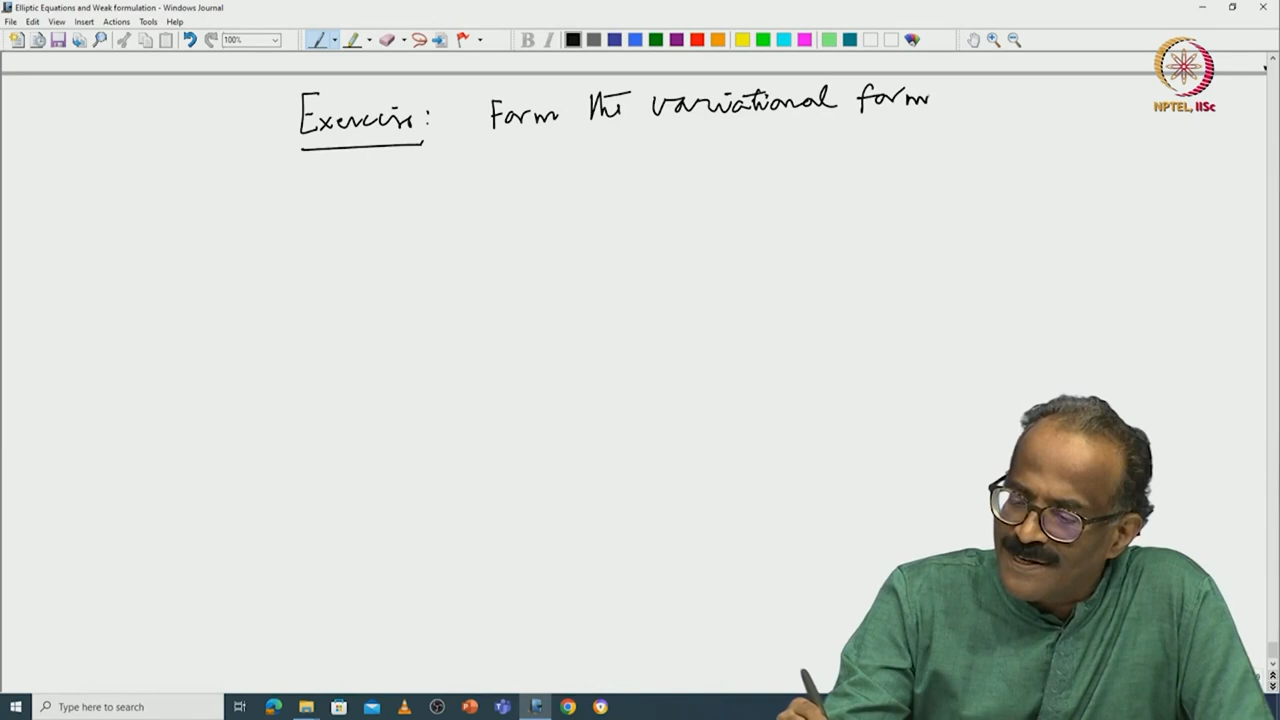 Elliptic Equations and Weak formulation - Windows Journal
File Edit View Insert Actions Tools Help
100%
B I
NPTEL, IISc
Exercise: Form the variational form
Type here to search